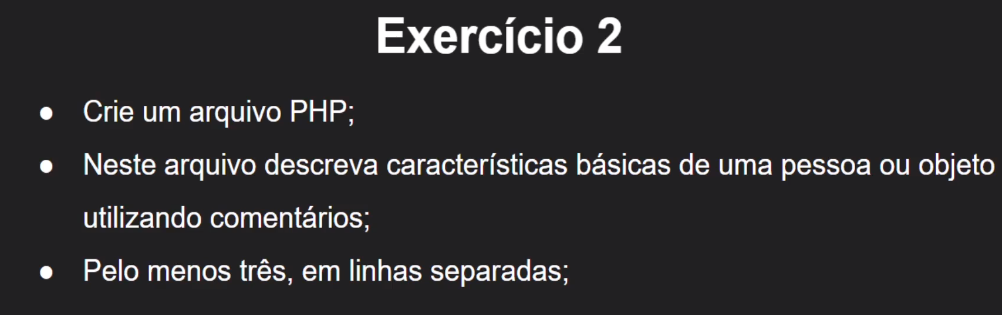 Exercício 2
● Crie um arquivo PHP;
● Neste arquivo descreva características básicas de uma pessoa ou objeto
utilizando comentários;
● Pelo menos três, em linhas separadas;